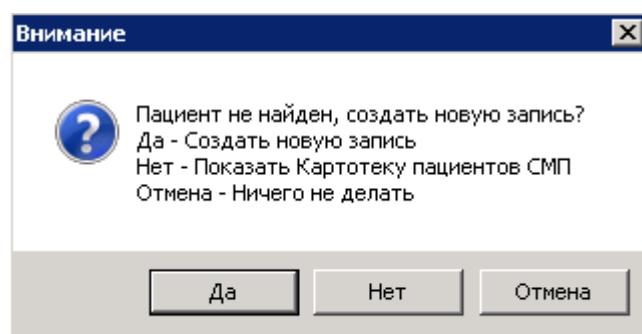 Внимание
Пациент не найден, создать новую запись?
Да - Создать новую запись
Нет - Показать Картотеку пациентов СМП
Отмена - Ничего не делать
Да
Нет
Отмена